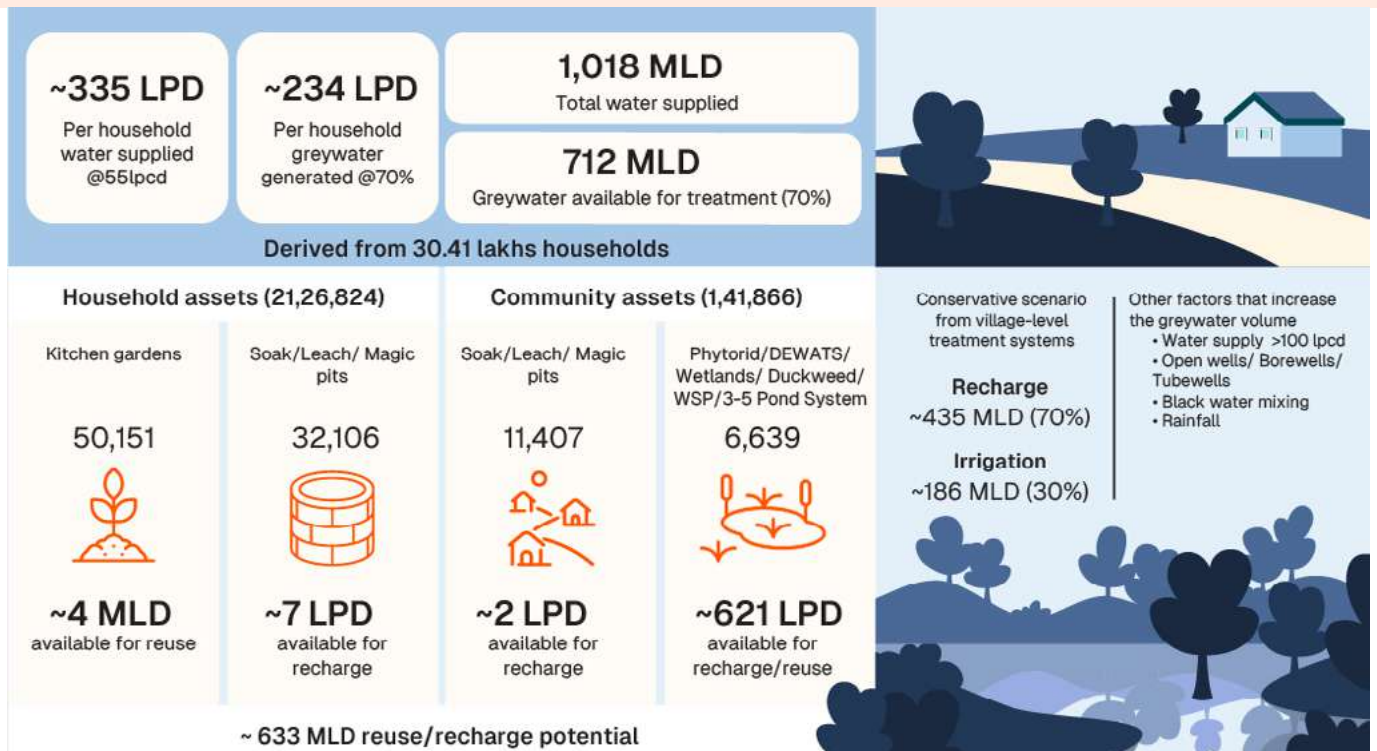 ~335 LPD
Per household
water supplied
@55lpcd
~234 LPD
Per household
greywater
generated @70%
1,018 MLD
Total water supplied
712 MLD
Greywater available for treatment (70%)
Derived from 30.41 lakhs households
Household assets (21,26,824)
Kitchen gardens
50,151
~4 MLD
available for reuse
Soak/Leach/ Magic
pits
32,106
~7 LPD
available for
recharge
Community assets (1,41,866)
Soak/Leach/ Magic
pits
11,407
~2 LPD
available for
recharge
Phytorid/DEWATS/
Wetlands/ Duckweed/
WSP/3-5 Pond System
6,639
~621 LPD
available for
recharge/reuse
~ 633 MLD reuse/recharge potential
Conservative scenario
from village-level
treatment systems
Recharge
~435 MLD (70%)
Irrigation
~186 MLD (30%)
Other factors that increase
the greywater volume
• Water supply >100 lpcd
• Open wells/ Borewells/
Tubewells
• Black water mixing
• Rainfall